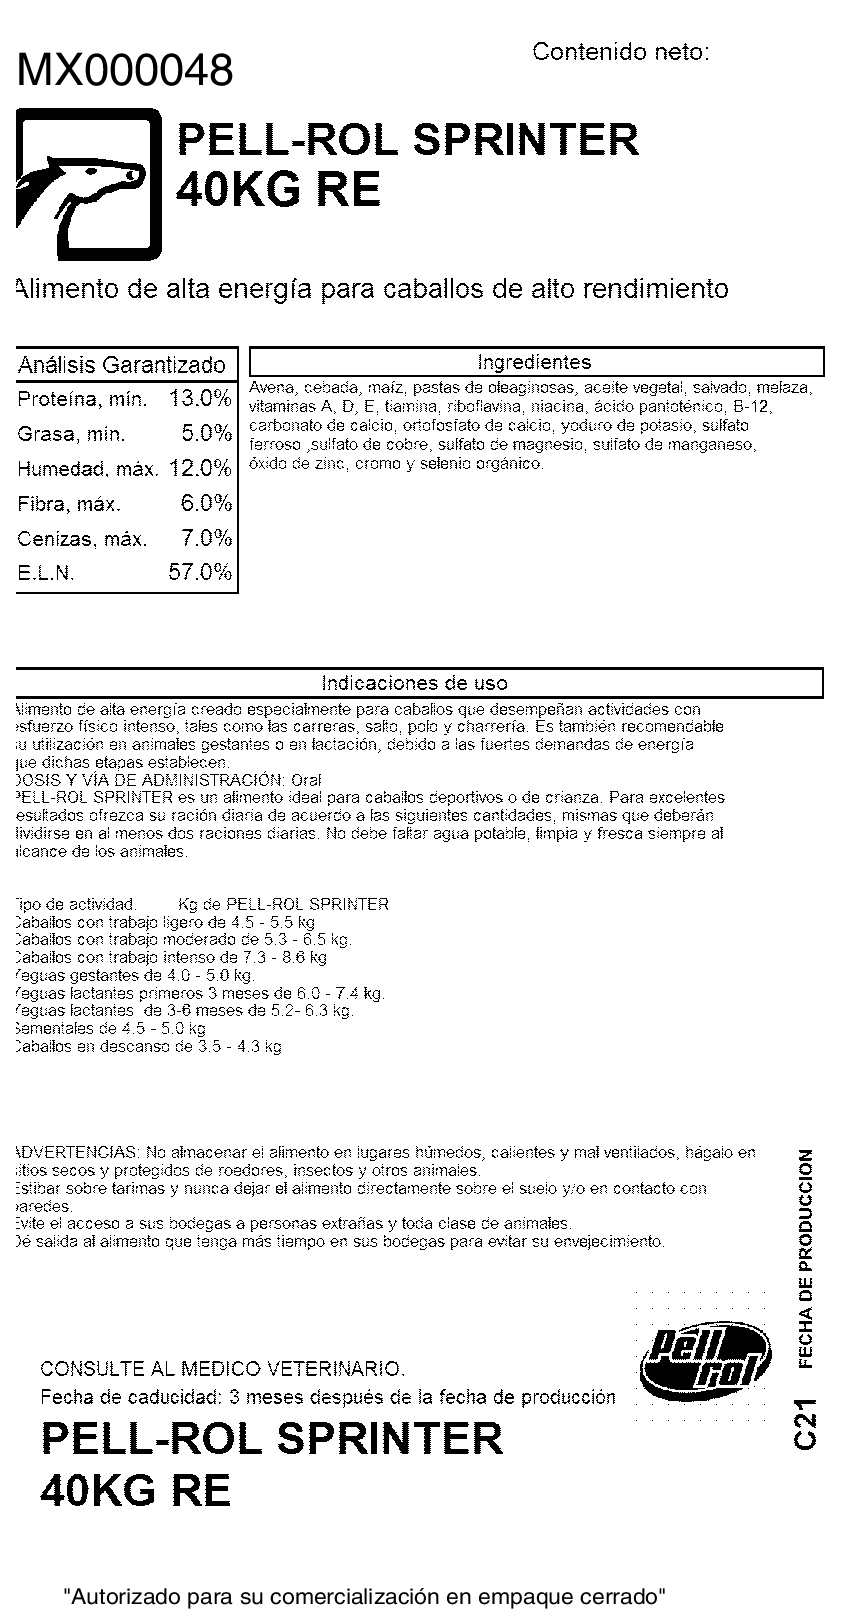 Contenido neto:
MX000048
PELL-ROL SPRINTER
40KG RE
Alimento de alta energía para caballos de alto rendimiento
Análisis Garantizado
Proteína, mín. 13.0%
Grasa, mín. 5.0%
Humedad, máx. 12.0%
Fibra, máx. 6.0%
Cenizas, máx. 7.0%
E.L.N. 57.0%
Ingredientes
Avena, cebada, maíz, pastas de oleaginosas, aceite vegetal, salvado, melaza,
vitaminas A, D, E, tiamina, riboflavina, niacina, ácido pantoténico, B-12,
carbonato de calcio, ortofosfato de calcio, yoduro de potasio, sulfato
ferroso ,sulfato de cobre, sulfato de magnesio, sulfato de manganeso,
óxido de zinc, cromo y selenio orgánico.
Indicaciones de uso
Alimento de alta energía creado especialmente para caballos que desempeñan actividades con
esfuerzo físico intenso, tales como las carreras, salto, polo y charrería. Es también recomendable
su utilización en animales gestantes o en lactación, debido a las fuertes demandas de energía
que dichas etapas establecen.
DOSIS Y VÍA DE ADMINISTRACIÓN: Oral
PELL-ROL SPRINTER es un alimento ideal para caballos deportivos o de crianza. Para excelentes
resultados ofrezca su ración diaria de acuerdo a las siguientes cantidades, mismas que deberán
dividirse en al menos dos raciones diarias. No debe faltar agua potable, limpia y fresca siempre al
alcance de los animales.
Tipo de actividad. Kg de PELL-ROL SPRINTER
Caballos con trabajo ligero de 4.5 - 5.5 kg
Caballos con trabajo moderado de 5.3 - 6.5 kg.
Caballos con trabajo intenso de 7.3 - 8.6 kg
Yeguas gestantes de 4.0 - 5.0 kg.
Yeguas lactantes primeros 3 meses de 6.0 - 7.4 kg.
Yeguas lactantes de 3-6 meses de 5.2- 6.3 kg.
Sementales de 4.5 - 5.0 kg
Caballos en descanso de 3.5 - 4.3 kg
ADVERTENCIAS: No almacenar el alimento en lugares húmedos, calientes y mal ventilados, hágalo en
sitios secos y protegidos de roedores, insectos y otros animales.
Estibar sobre tarimas y nunca dejar el alimento directamente sobre el suelo y/o en contacto con
paredes.
Evite el acceso a sus bodegas a personas extrañas y toda clase de animales.
Dé salida al alimento que tenga más tiempo en sus bodegas para evitar su envejecimiento.
C21 FECHA DE PRODUCCION
Pell
rol
CONSULTE AL MEDICO VETERINARIO.
Fecha de caducidad: 3 meses después de la fecha de producción
PELL-ROL SPRINTER
40KG RE
"Autorizado para su comercialización en empaque cerrado"